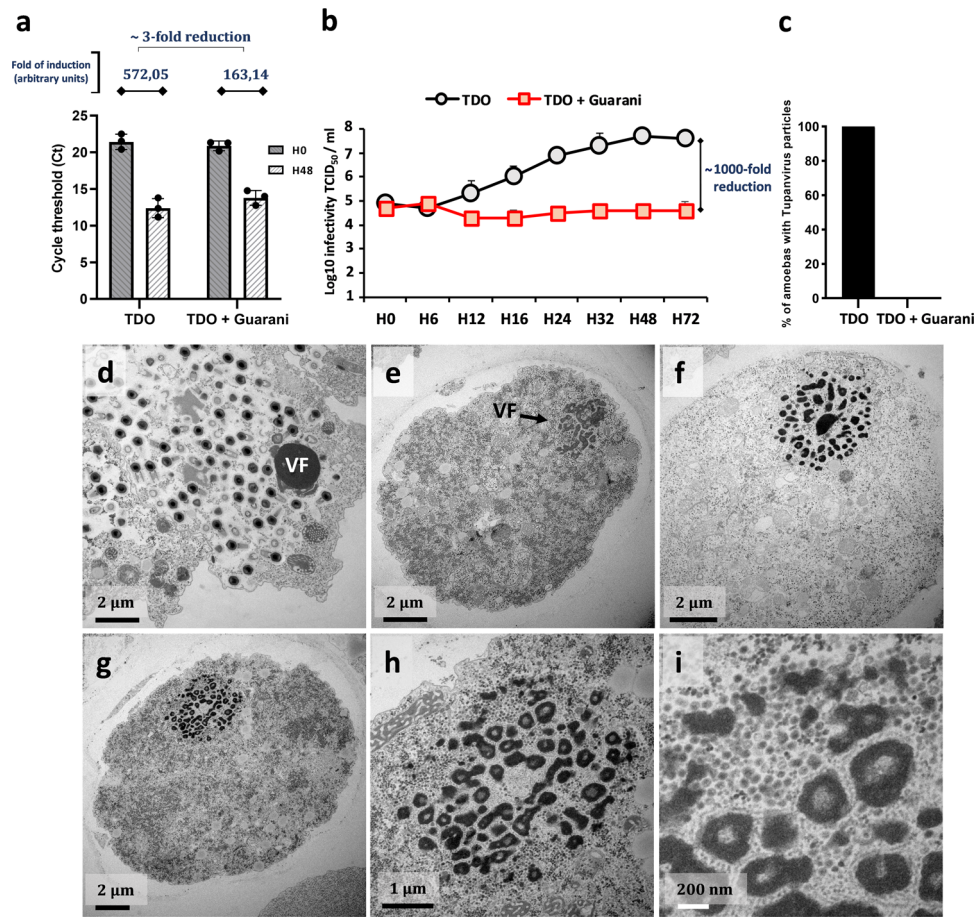 a
~ 3-fold reduction
Fold of induction
(arbitrary units)
572,05
163,14
25
20
15
10
5
0
Cycle threshold (Ct)
H0
H48
TDO
TDO + Guarani
b
TDO
TDO + Guarani
8
7
6
5
4
3
2
1
Log10 infectivity TCID50 / ml
~1000-fold
reduction
H0 H6 H12 H16 H24 H32 H48 H72
c
100
80
60
40
20
0
% of amoebas with Tupanvirus particles
TDO TDO + Guarani
d
VF
2 µm
e
VF
2 µm
f
2 µm
g
2 µm
h
1 µm
i
200 nm